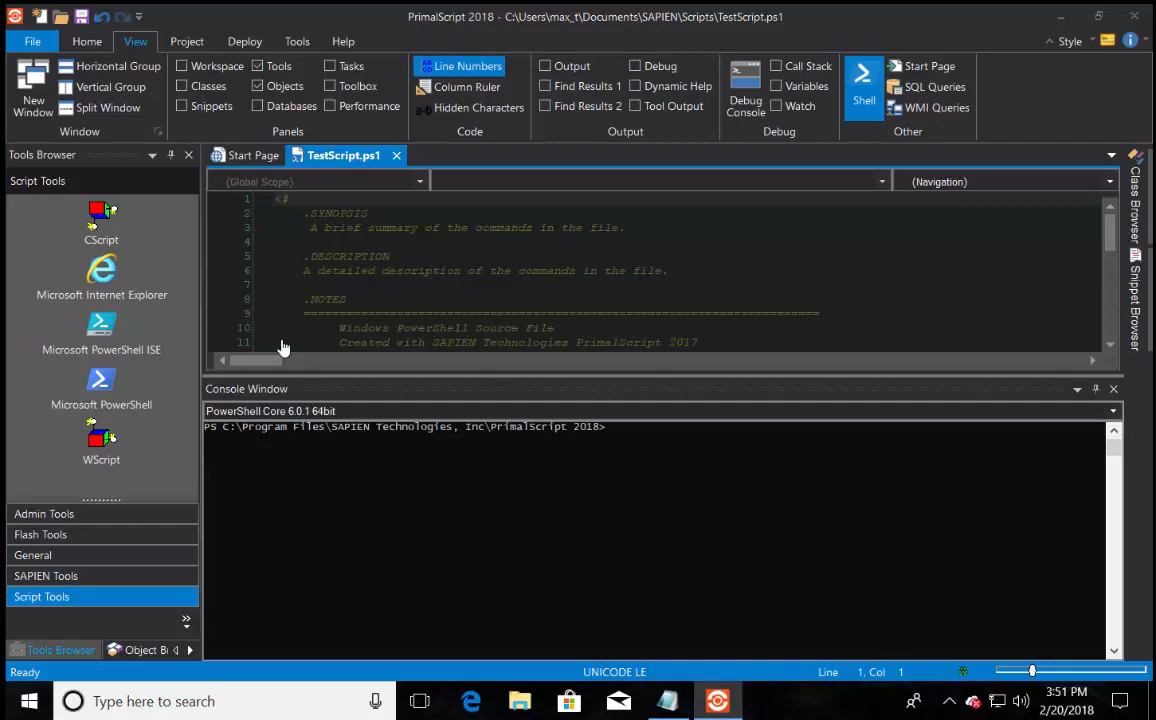 PrimalScript 2018 - C:\Users\max_t\Documents\SAPIEN\Scripts\TestScript.ps1
File Home View Project Deploy Tools Help Style
New Window
Horizontal Group
Vertical Group
Split Window
Window
Workspace Tools Tasks
Classes Objects Toolbox
Snippets Databases Performance
Panels
Line Numbers
Column Ruler
Hidden Characters
Code
Output Debug
Find Results 1 Dynamic Help
Find Results 2 Tool Output
Output
Debug Console
Call Stack
Variables
Watch
Debug
Shell
Start Page
SQL Queries
WMI Queries
Other
Tools Browser
Script Tools
CScript
Microsoft Internet Explorer
Microsoft PowerShell ISE
Microsoft PowerShell
WScript
Admin Tools
Flash Tools
General
SAPIEN Tools
Script Tools
Tools Browser Object Bi
Start Page TestScript.ps1
(Global Scope) (Navigation)
1 <#
2 .SYNOPSIS
3 A brief summary of the commands in the file.
4
5 .DESCRIPTION
6 A detailed description of the commands in the file.
7
8 .NOTES
9 ========================================================================
10 Windows PowerShell Source File
11 Created with SAPIEN Technologies PrimalScript 2017
Class Browser
Snippet Browser
Console Window
PowerShell Core 6.0.1 64bit
PS C:\Program Files\SAPIEN Technologies, Inc\PrimalScript 2018>
Ready UNICODE LE Line 1, Col 1
Type here to search
3:51 PM
2/20/2018